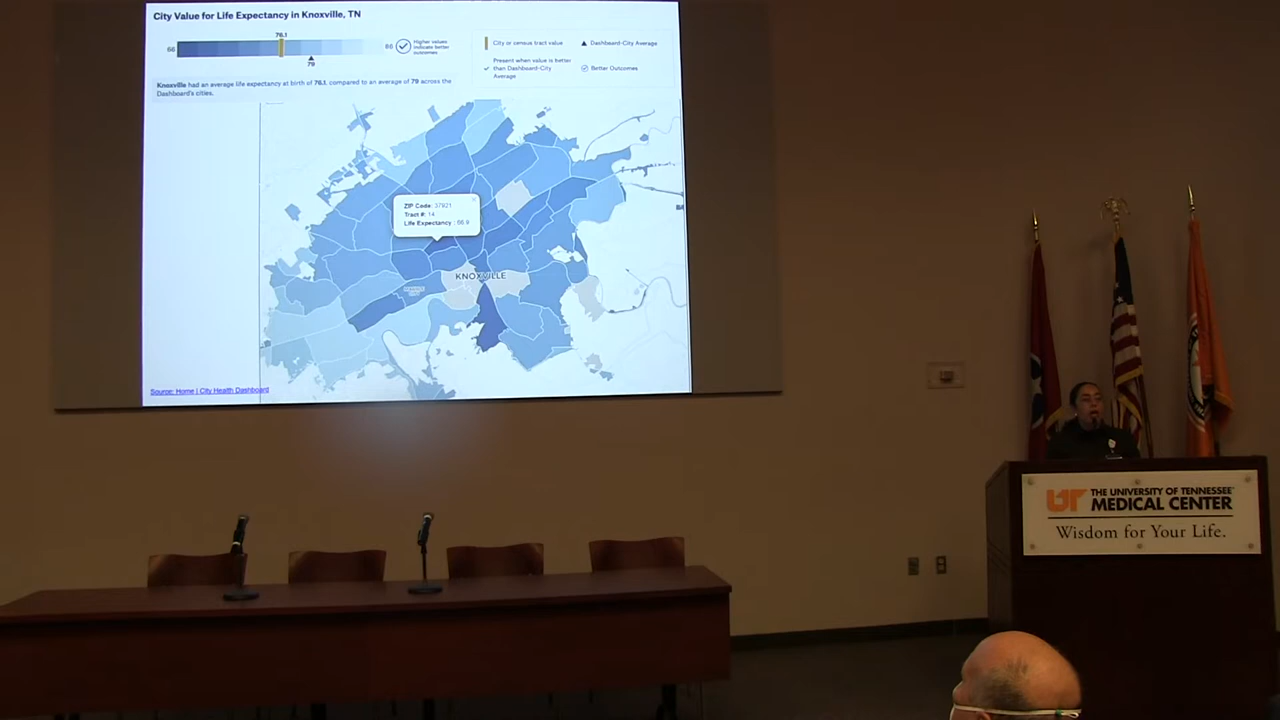 City Value for Life Expectancy in Knoxville, TN
76.1
66
86
79
Higher values
indicate better
outcomes
City or census tract value
Dashboard-City Average
Present when value is better
than Dashboard-City
Average
Better Outcomes
Knoxville had an average life expectancy at birth of 76.1, compared to an average of 79 across the
Dashboard's cities.
ZIP Code: 37921
Tract #: 14
Life Expectancy : 66.9
KNOXVILLE
Source: Home | City Health Dashboard
UT THE UNIVERSITY OF TENNESSEE
MEDICAL CENTER
Wisdom for Your Life.